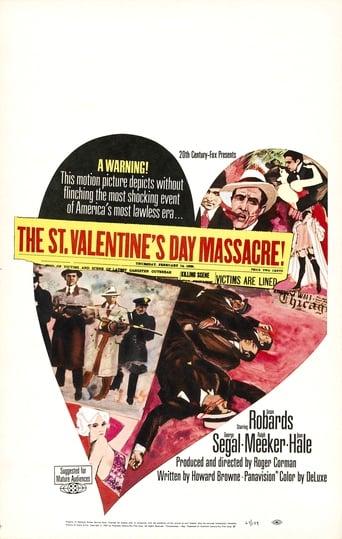 20th Century-Fox Presents
A WARNING!
This motion picture depicts without
flinching the most shocking event
of America's most lawless era...
THE ST. VALENTINE'S DAY MASSACRE!
KILLING SCENE
VICTIMS ARE LINED
Chicago
Starring Jason Robards
George Segal • Ralph Meeker • Jean Hale
Produced and directed by Roger Corman
Written by Howard Browne • Panavision® Color by DeLuxe
Suggested for
Mature Audiences